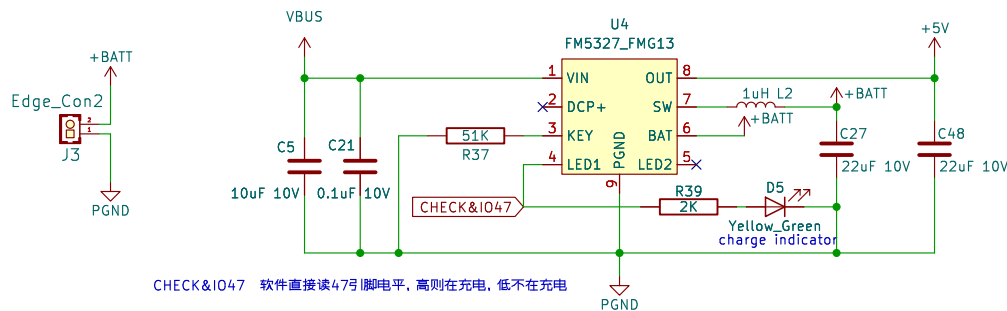 VBUS
U4
FM5327_FMG13
+5V
+BATT
1 VIN
OUT 8
Edge_Con2
2 DCP+
SW 7
1uH L2
+BATT
2
1
3 KEY
BAT 6
+BATT
J3
51K
R37
C5
C21
C27
C48
4 LED1
PGND
LED2 5
22uF 10V
22uF 10V
10uF 10V
0.1uF 10V
9
PGND
CHECK&IO47
R39
2K
D5
Yellow_Green
charge indicator
CHECK&IO47 软件直接读47引脚电平, 高则在充电, 低不在充电
PGND